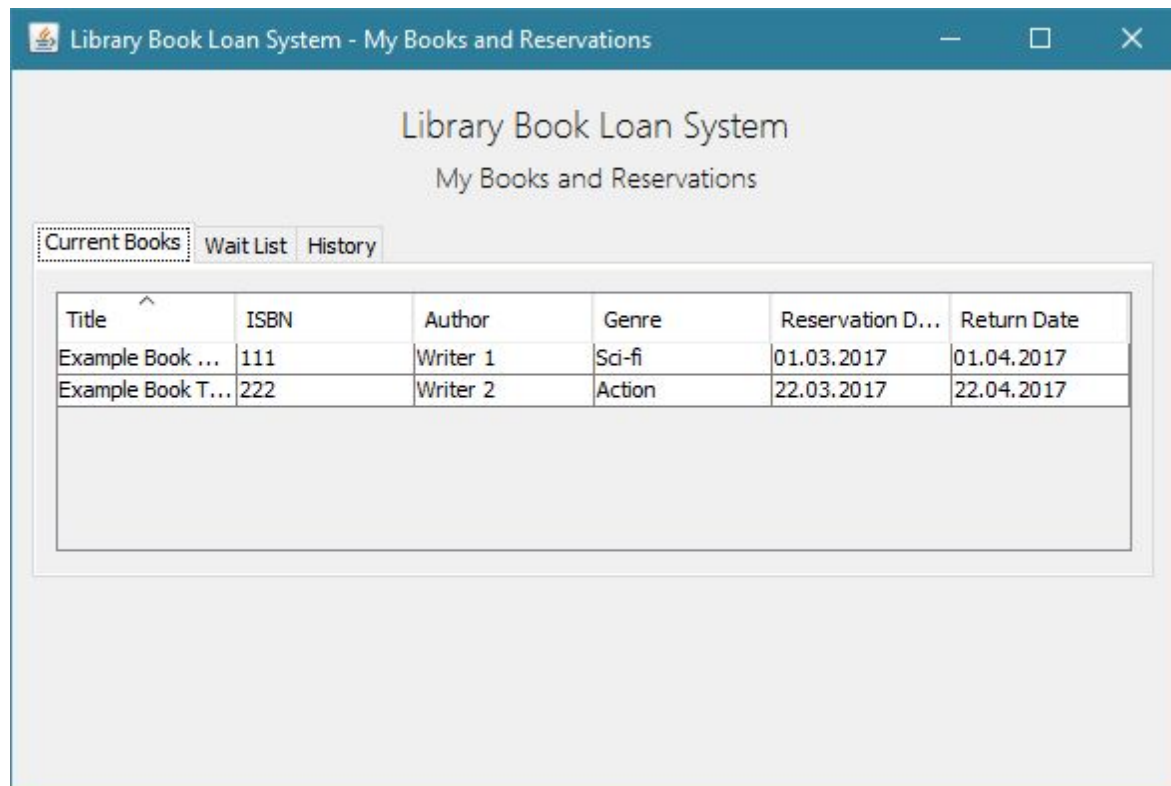 Library Book Loan System - My Books and Reservations
Library Book Loan System
My Books and Reservations
Current Books Wait List History
Title ISBN Author Genre Reservation D... Return Date
Example Book ... 111 Writer 1 Sci-fi 01.03.2017 01.04.2017
Example Book T... 222 Writer 2 Action 22.03.2017 22.04.2017